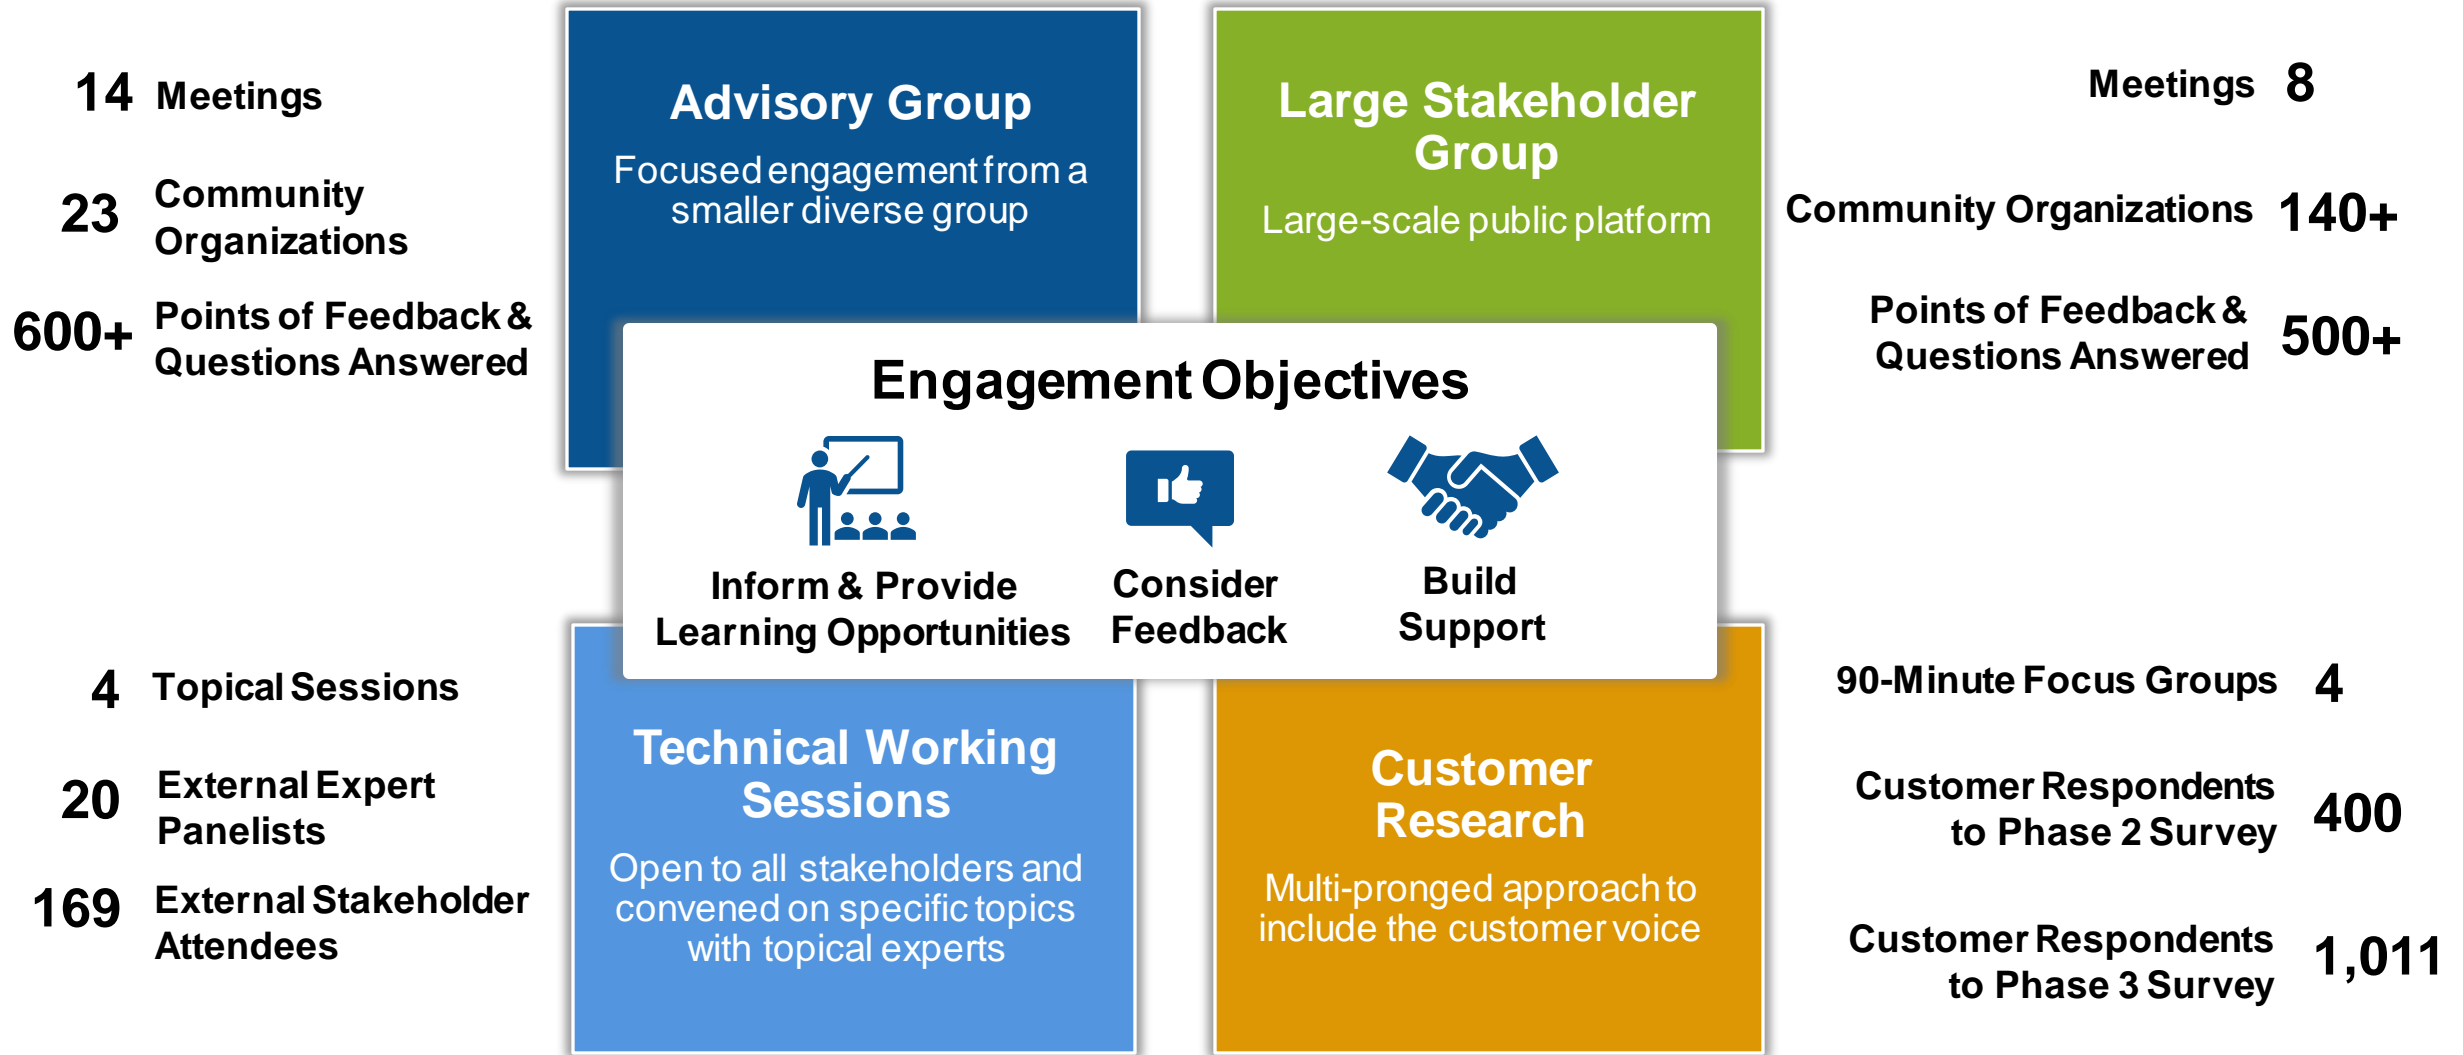 14 Meetings
23 Community
Organizations
600+ Points of Feedback &
Questions Answered
Advisory Group
Focused engagement from a
smaller diverse group
Large Stakeholder
Group
Large-scale public platform
Meetings 8
Community Organizations 140+
Points of Feedback &
Questions Answered 500+
Engagement Objectives
Inform & Provide
Learning Opportunities
Consider
Feedback
Build
Support
4 Topical Sessions
20 External Expert
Panelists
169 External Stakeholder
Attendees
Technical Working
Sessions
Open to all stakeholders and
convened on specific topics
with topical experts
Customer
Research
Multi-pronged approach to
include the customer voice
90-Minute Focus Groups 4
Customer Respondents
to Phase 2 Survey 400
Customer Respondents
to Phase 3 Survey 1,011